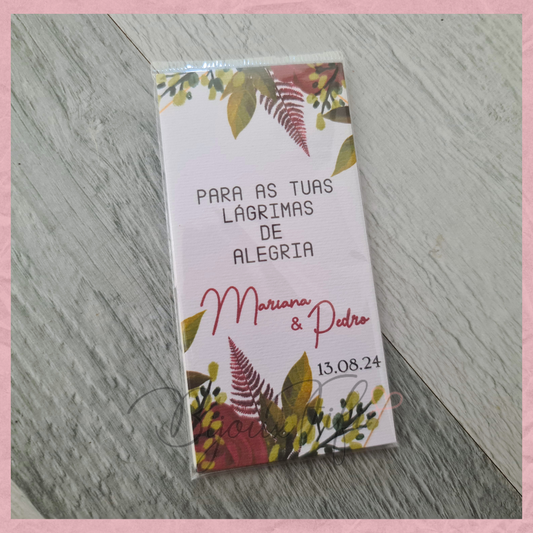 PARA AS TUAS
LÁGRIMAS
DE
ALEGRIA
Mariana
& Pedro
13.08.24